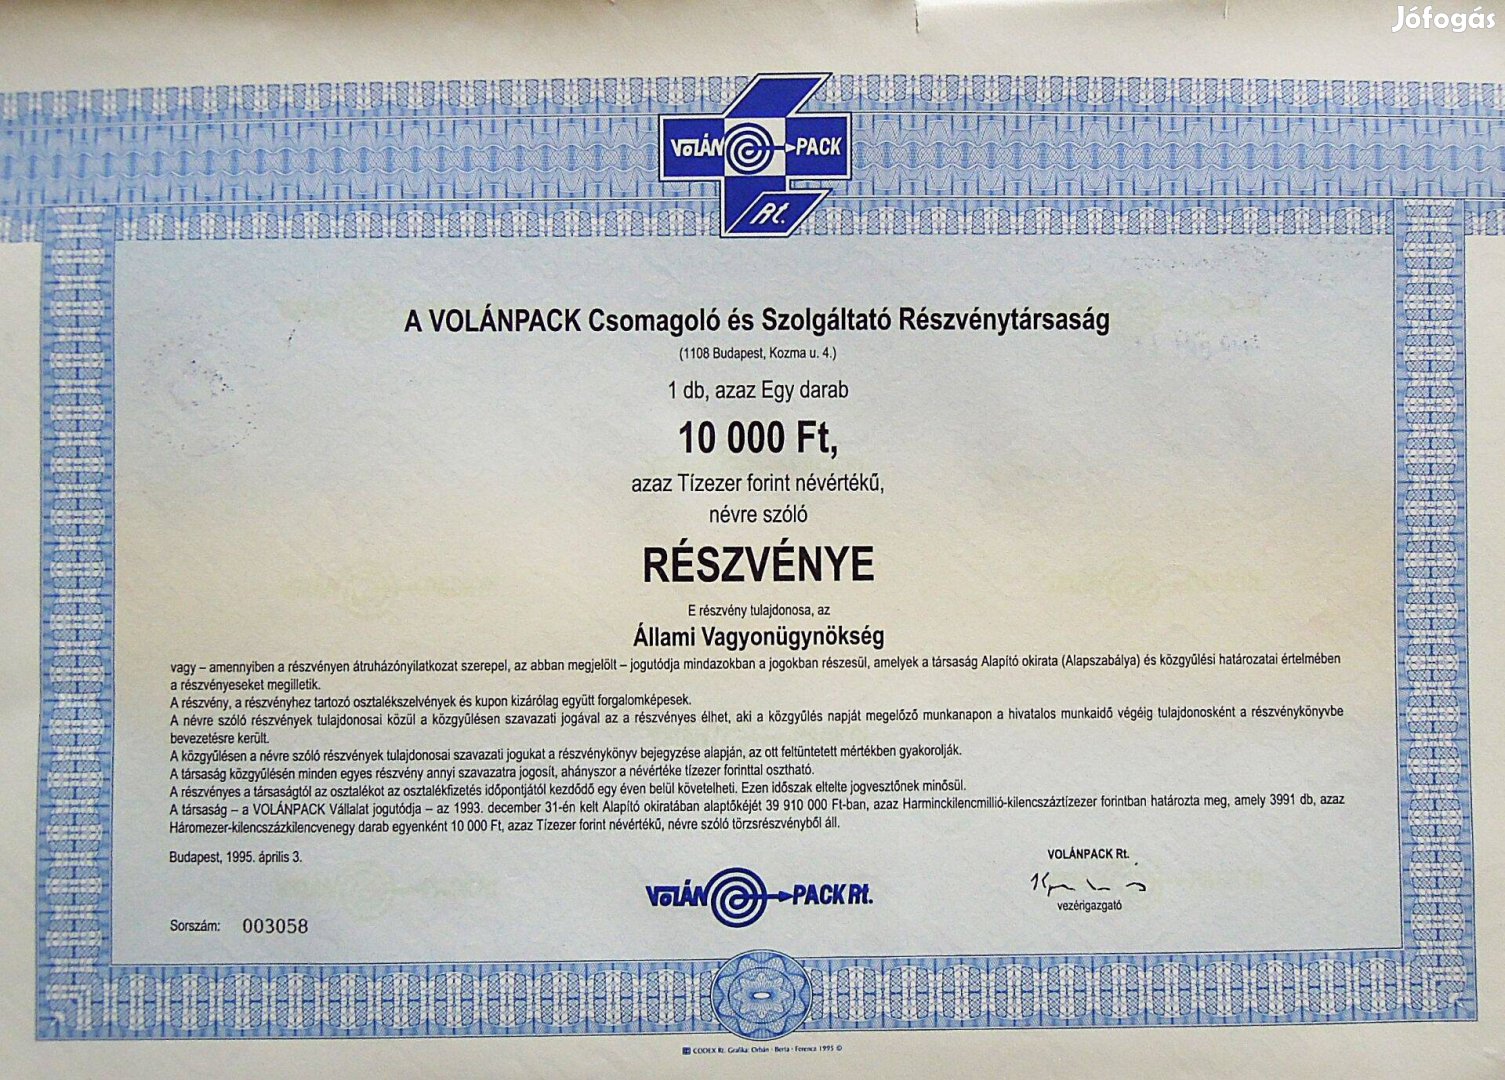 Jófogás
VOLÁN PACK
Rt.
A VOLÁNPACK Csomagoló és Szolgáltató Részvénytársaság
(1108 Budapest, Kozma u. 4.)
1 db, azaz Egy darab
10 000 Ft,
azaz Tízezer forint névértékű,
névre szóló
RÉSZVÉNYE
E részvény tulajdonosa, az
Állami Vagyonügynökség
vagy – amennyiben a részvényen átruházónyilatkozat szerepel, az abban megjelölt – jogutódja mindazokban a jogokban részesül, amelyek a társaság Alapító okirata (Alapszabálya) és közgyűlési határozatai értelmében
a részvényeseket megilletik.
A részvény, a részvényhez tartozó osztalékszelvények és kupon kizárólag együtt forgalomképesek.
A névre szóló részvények tulajdonosai közül a közgyűlésen szavazati jogával az a részvényes élhet, aki a közgyűlés napját megelőző munkanapon a hivatalos munkaidő végéig tulajdonosként a részvénykönyvbe
bevezetésre került.
A közgyűlésen a névre szóló részvények tulajdonosai szavazati jogukat a részvénykönyv bejegyzése alapján, az ott feltüntetett mértékben gyakorolják.
A társaság közgyűlésén minden egyes részvény annyi szavazatra jogosít, ahányszor a névértéke tízezer forinttal osztható.
A részvényes a társaságtól az osztalékot az osztalékfizetés időpontjától kezdődő egy éven belül követelheti. Ezen időszak eltelte jogvesztőnek minősül.
A társaság – a VOLÁNPACK Vállalat jogutódja – az 1993. december 31-én kelt Alapító okiratában alaptőkéjét 39 910 000 Ft-ban, azaz Harminckilencmillió-kilencszáztízezer forintban határozta meg, amely 3991 db, azaz
Háromezer-kilencszázkilencvenegy darab egyenként 10 000 Ft, azaz Tízezer forint névértékű, névre szóló törzsrészvényből áll.
Budapest, 1995. április 3.
VOLÁNPACK Rt.
VOLÁN PACK Rt.
vezérigazgató
Sorszám: 003058
CODEX Rt. Grafika: Orbán - Berta - Ferencz 1995 ©